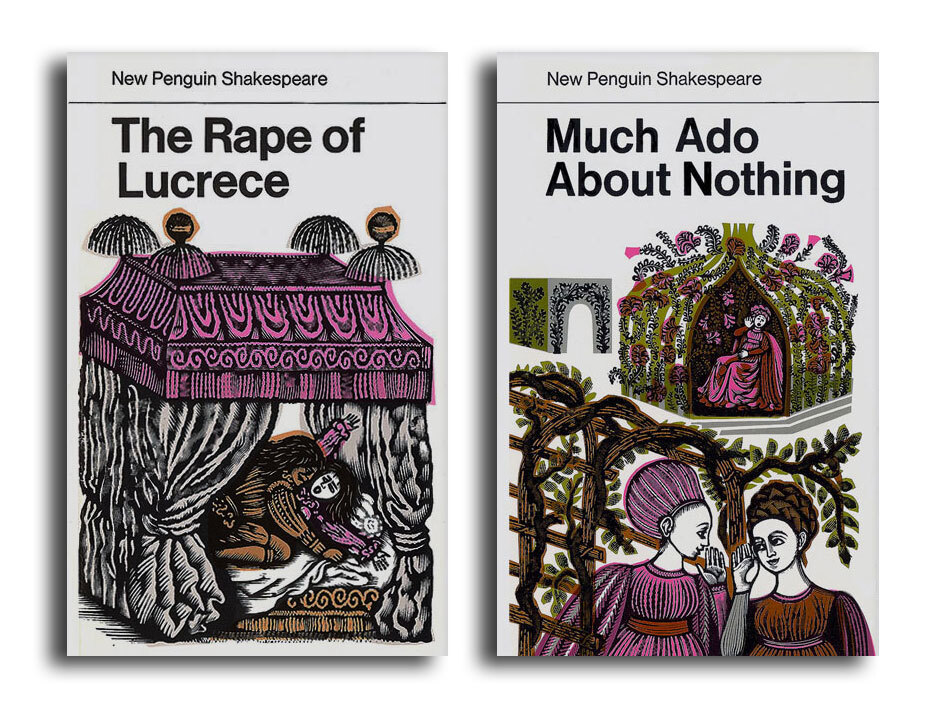 New Penguin Shakespeare
The Rape of
Lucrece
New Penguin Shakespeare
Much Ado
About Nothing